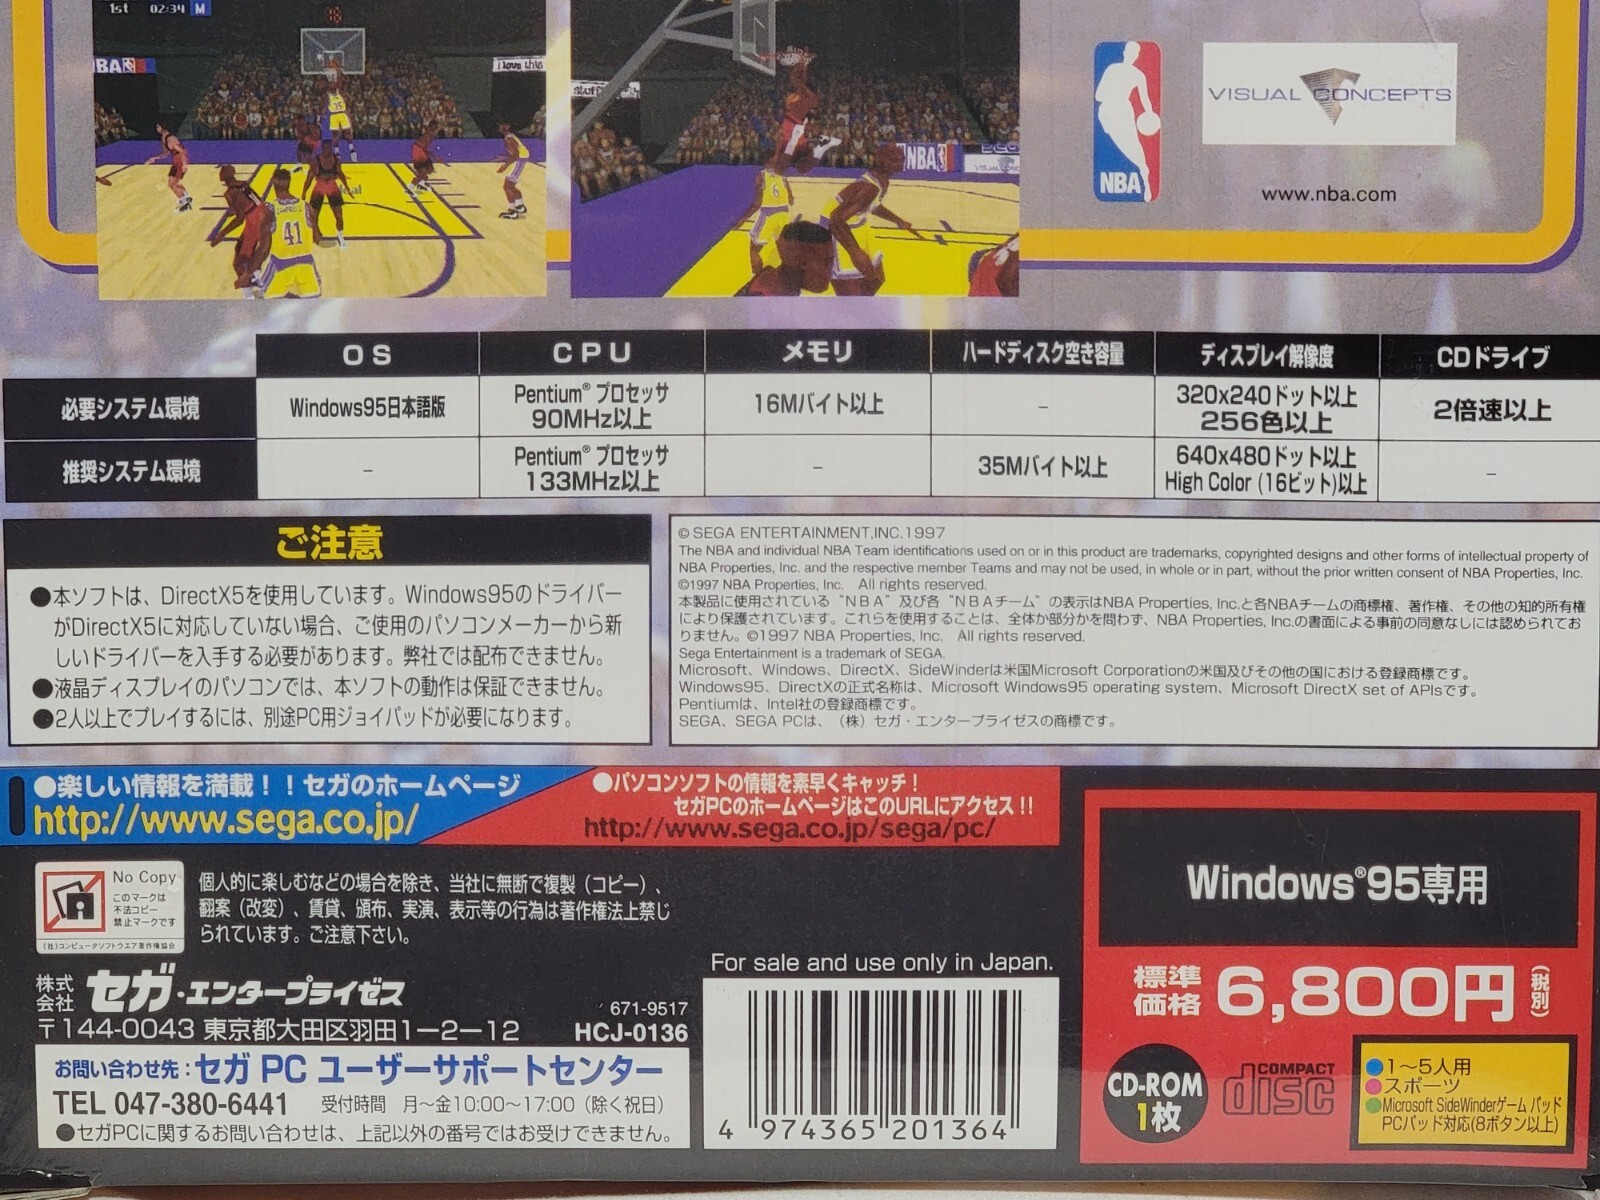 1st 02:34 M
NBA
I love this
35
CAMPBELL
41
6
NBA
NBA
VISUAL CONCEPTS
www.nba.com
OS CPU メモリ ハードディスク空き容量 ディスプレイ解像度 CDドライブ
必要システム環境 Windows95日本語版 Pentium® プロセッサ 90MHz以上 16Mバイト以上 – 320x240ドット以上 256色以上 2倍速以上
推奨システム環境 – Pentium® プロセッサ 133MHz以上 – 35Mバイト以上 640x480ドット以上 High Color (16ビット)以上 –
ご注意
●本ソフトは、DirectX5を使用しています。Windows95のドライバー
がDirectX5に対応していない場合、ご使用のパソコンメーカーから新
しいドライバーを入手する必要があります。弊社では配布できません。
●液晶ディスプレイのパソコンでは、本ソフトの動作は保証できません。
●2人以上でプレイするには、別途PC用ジョイパッドが必要になります。
© SEGA ENTERTAINMENT,INC.1997
The NBA and individual NBA Team identifications used on or in this product are trademarks, copyrighted designs and other forms of intellectual property of
NBA Properties, Inc. and the respective member Teams and may not be used, in whole or in part, without the prior written consent of NBA Properties, Inc.
©1997 NBA Properties, Inc. All rights reserved.
本製品に使用されている“NBA”及び各“NBAチーム”の表示はNBA Properties, Inc.と各NBAチームの商標権、著作権、その他の知的所有権
により保護されています。これらを使用することは、全体か部分かを問わず、NBA Properties, Inc.の書面による事前の同意なしには認められてお
りません。©1997 NBA Properties, Inc. All rights reserved.
Sega Entertainment is a trademark of SEGA.
Microsoft、Windows、DirectX、SideWinderは米国Microsoft Corporationの米国及びその他の国における登録商標です。
Windows95、DirectXの正式名称は、Microsoft Windows95 operating system、Microsoft DirectX set of APIsです。
Pentiumは、Intel社の登録商標です。
SEGA、SEGA PCは、（株）セガ・エンタープライゼスの商標です。
●楽しい情報を満載！！セガのホームページ
http://www.sega.co.jp/
●パソコンソフトの情報を素早くキャッチ！
セガPCのホームページはこのURLにアクセス!!
http://www.sega.co.jp/sega/pc/
No Copy
このマークは
不法コピー
禁止マークです
(社)コンピュータソフトウエア著作権協会
個人的に楽しむなどの場合を除き、当社に無断で複製（コピー）、
翻案（改変）、賃貸、頒布、実演、表示等の行為は著作権法上禁じ
られています。ご注意下さい。
株式会社 セガ・エンタープライゼス
〒144-0043 東京都大田区羽田1-2-12
671-9517
HCJ-0136
お問い合わせ先：セガ PC ユーザーサポートセンター
TEL 047-380-6441 受付時間 月〜金10:00〜17:00（除く祝日）
●セガPCに関するお問い合わせは、上記以外の番号ではお受けできません。
For sale and use only in Japan.
4 974365 201364
Windows®95専用
標準価格 6,800円（税別）
CD-ROM
1枚
COMPACT
disc
●1〜5人用
●スポーツ
●Microsoft SideWinderゲーム パッド
PCパッド対応(8ボタン以上)